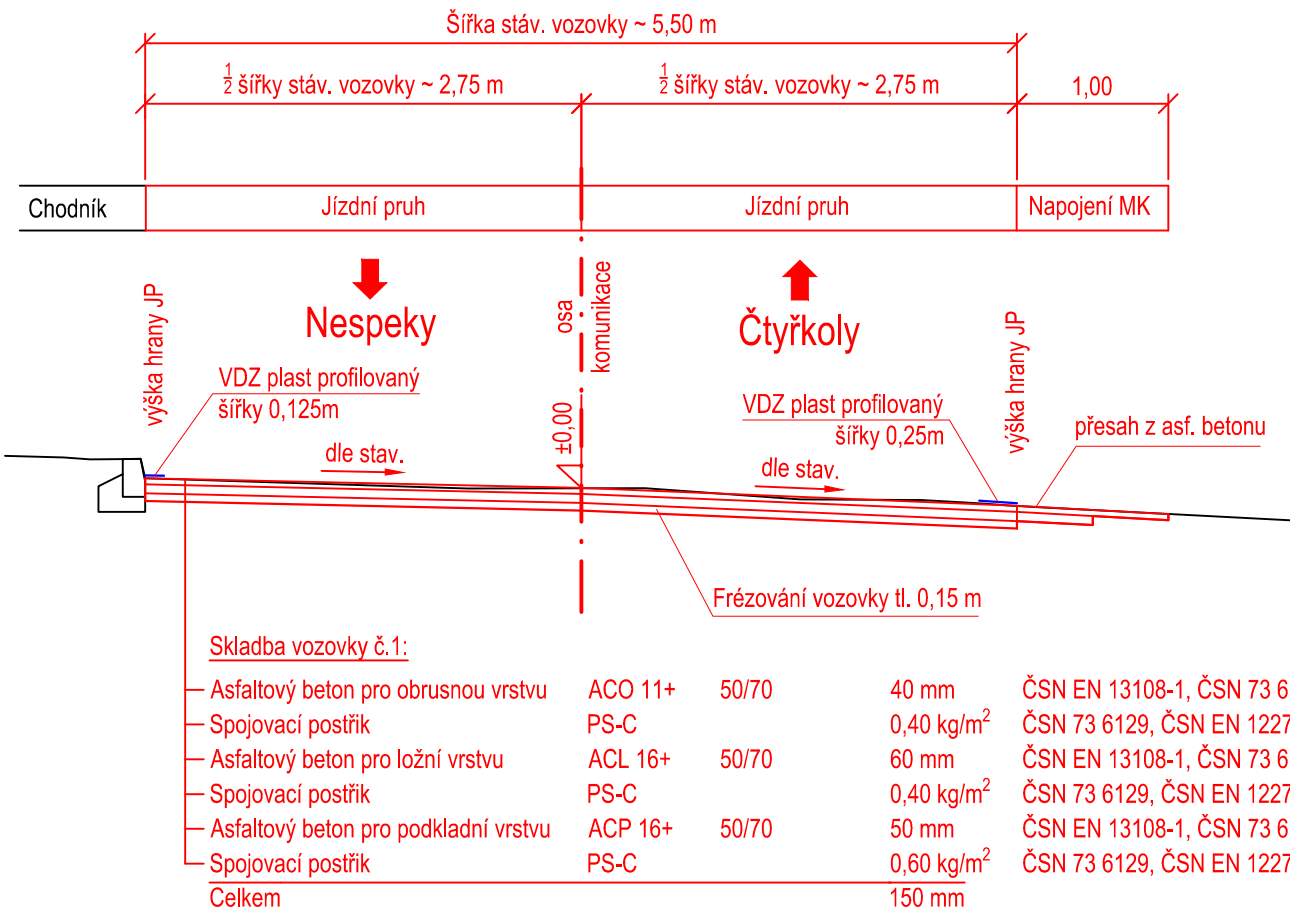 Šířka stáv. vozovky ~ 5,50 m
½ šířky stáv. vozovky ~ 2,75 m
½ šířky stáv. vozovky ~ 2,75 m
1,00
Chodník
Jízdní pruh
Jízdní pruh
Napojení MK
výška hrany JP
Nespeky
osa
komunikace
Čtyřkoly
výška hrany JP
VDZ plast profilovaný
šířky 0,125m
±0,00
VDZ plast profilovaný
šířky 0,25m
přesah z asf. betonu
dle stav.
dle stav.
Frézování vozovky tl. 0,15 m
Skladba vozovky č.1:
Asfaltový beton pro obrusnou vrstvu ACO 11+ 50/70 40 mm ČSN EN 13108-1, ČSN 73 6
Spojovací postřik PS-C 0,40 kg/m² ČSN 73 6129, ČSN EN 1227
Asfaltový beton pro ložní vrstvu ACL 16+ 50/70 60 mm ČSN EN 13108-1, ČSN 73 6
Spojovací postřik PS-C 0,40 kg/m² ČSN 73 6129, ČSN EN 1227
Asfaltový beton pro podkladní vrstvu ACP 16+ 50/70 50 mm ČSN EN 13108-1, ČSN 73 6
Spojovací postřik PS-C 0,60 kg/m² ČSN 73 6129, ČSN EN 1227
Celkem 150 mm